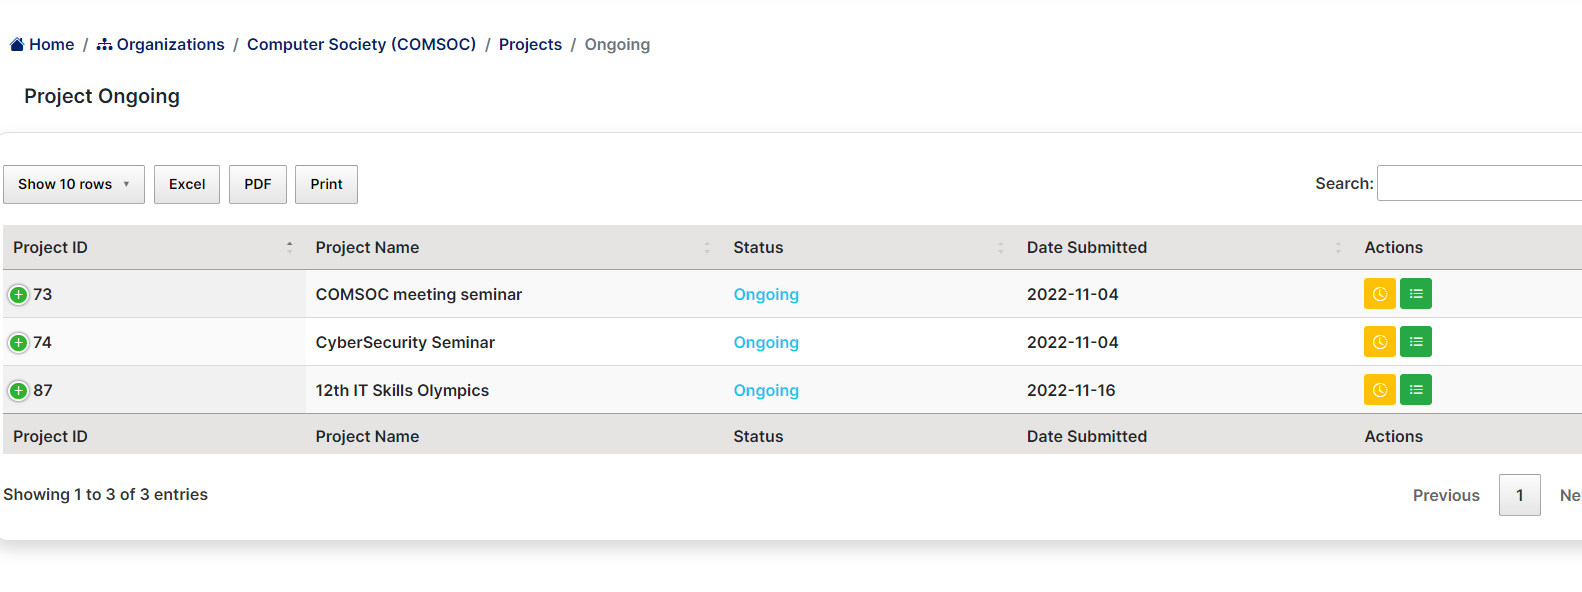 Home / Organizations / Computer Society (COMSOC) / Projects / Ongoing
Project Ongoing
Show 10 rows Excel PDF Print Search:
Project ID Project Name Status Date Submitted Actions
73 COMSOC meeting seminar Ongoing 2022-11-04
74 CyberSecurity Seminar Ongoing 2022-11-04
87 12th IT Skills Olympics Ongoing 2022-11-16
Project ID Project Name Status Date Submitted Actions
Showing 1 to 3 of 3 entries Previous 1 Ne